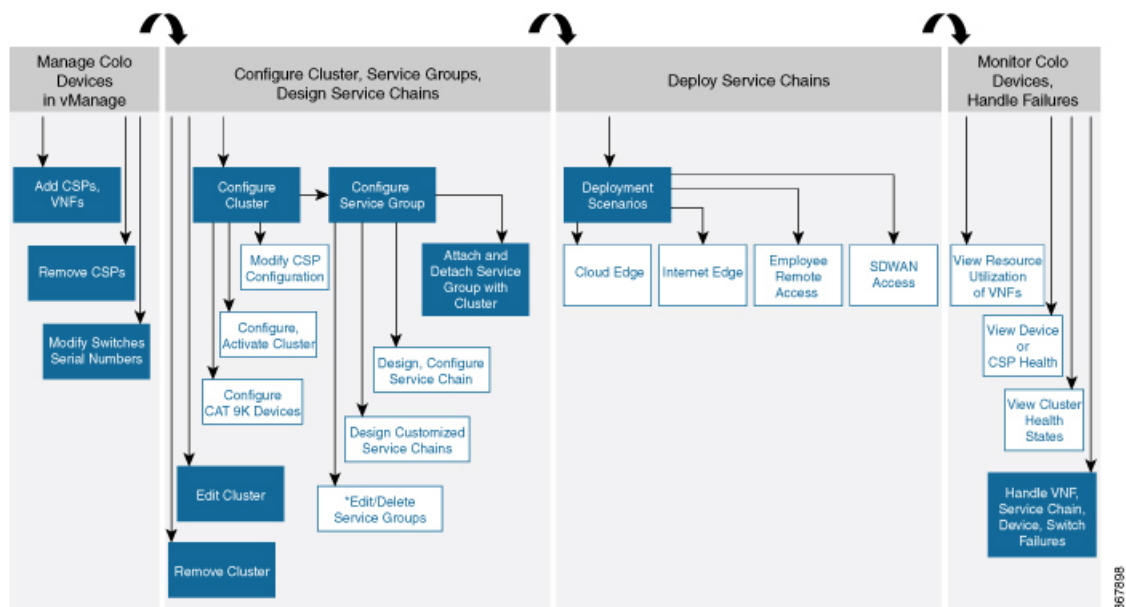 Manage Colo
Devices
in vManage
Configure Cluster, Service Groups,
Design Service Chains
Deploy Service Chains
Monitor Colo
Devices,
Handle Failures
Add CSPs,
VNFs
Remove CSPs
Modify Switches
Serial Numbers
Configure
Cluster
Configure
Service Group
Modify CSP
Configuration
Attach and
Detach Service
Group with
Cluster
Configure,
Activate Cluster
Design, Configure
Service Chain
Configure
CAT 9K Devices
Design Customized
Service Chains
Edit Cluster
*Edit/Delete
Service Groups
Remove Cluster
Deployment
Scenarios
Cloud Edge
Internet Edge
Employee
Remote
Access
SDWAN
Access
View Resource
Utilization
of VNFs
View Device
or
CSP Health
View Cluster
Health
States
Handle VNF,
Service Chain,
Device, Switch
Failures
367898